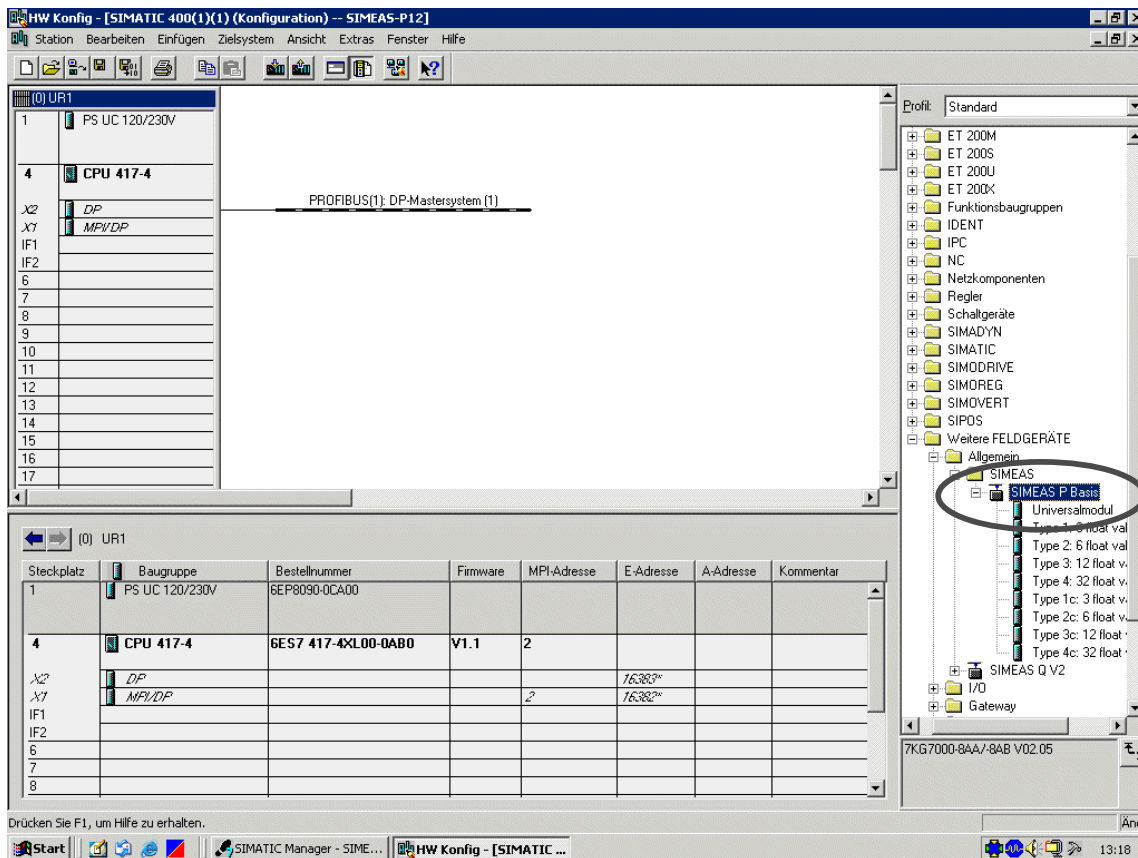 HW Konfig - [SIMATIC 400(1)(1) (Konfiguration) -- SIMEAS-P12]
Station Bearbeiten Einfügen Zielsystem Ansicht Extras Fenster Hilfe
(0) UR1
1 PS UC 120/230V
4 CPU 417-4
X2 DP
X1 MPI/DP
IF1
IF2
6
7
8
9
10
11
12
13
14
15
16
17
PROFIBUS(1): DP-Mastersystem (1)
Profil: Standard
ET 200M
ET 200S
ET 200U
ET 200X
Funktionsbaugruppen
IDENT
IPC
NC
Netzkomponenten
Regler
Schaltgeräte
SIMADYN
SIMATIC
SIMODRIVE
SIMOREG
SIMOVERT
SIPOS
Weitere FELDGERÄTE
Allgemein
SIMEAS
SIMEAS P Basis
Universalmodul
Type 1: 3 float val
Type 2: 6 float val
Type 3: 12 float v
Type 4: 32 float v
Type 1c: 3 float v
Type 2c: 6 float v
Type 3c: 12 float
Type 4c: 32 float
SIMEAS Q V2
I/O
Gateway
7KG7000-8AA/-8AB V02.05
(0) UR1
Steckplatz Baugruppe Bestellnummer Firmware MPI-Adresse E-Adresse A-Adresse Kommentar
1 PS UC 120/230V 6EP8090-0CA00
4 CPU 417-4 6ES7 417-4XL00-0AB0 V1.1 2
X2 DP 16383*
X1 MPI/DP 2 16382*
IF1
IF2
6
7
8
Drücken Sie F1, um Hilfe zu erhalten.
Änd
Start SIMATIC Manager - SIME... HW Konfig - [SIMATIC ... 13:18